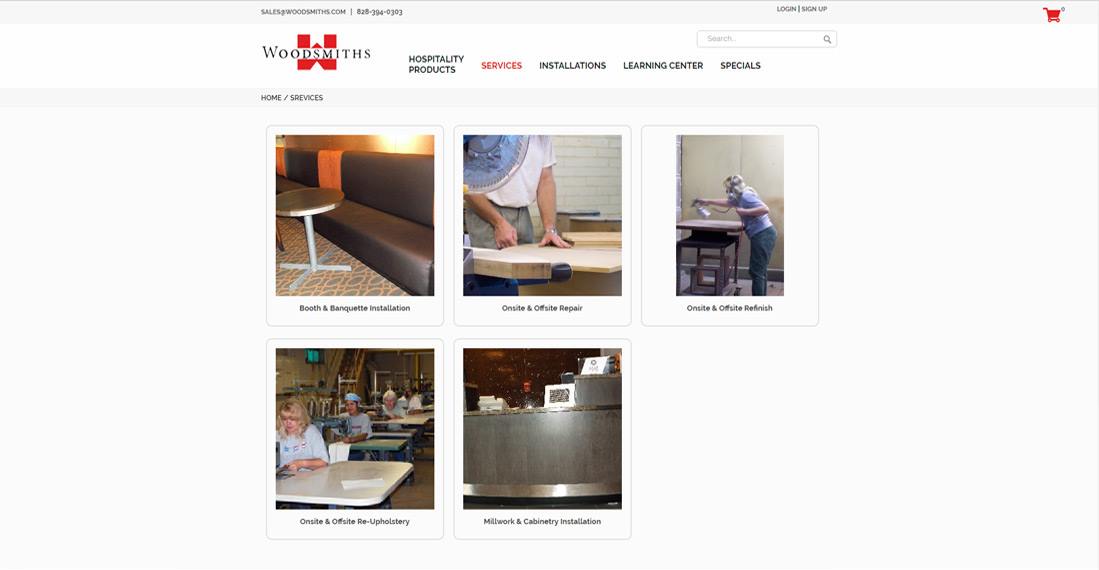 SALES@WOODSMITHS.COM | 828-394-0303
LOGIN | SIGN UP
0
Search...
WOODSMITHS
HOSPITALITY
PRODUCTS
SERVICES
INSTALLATIONS
LEARNING CENTER
SPECIALS
HOME / SREVICES
Booth & Banquette Installation
Onsite & Offsite Repair
Onsite & Offsite Refinish
Onsite & Offsite Re-Upholstery
Millwork & Cabinetry Installation